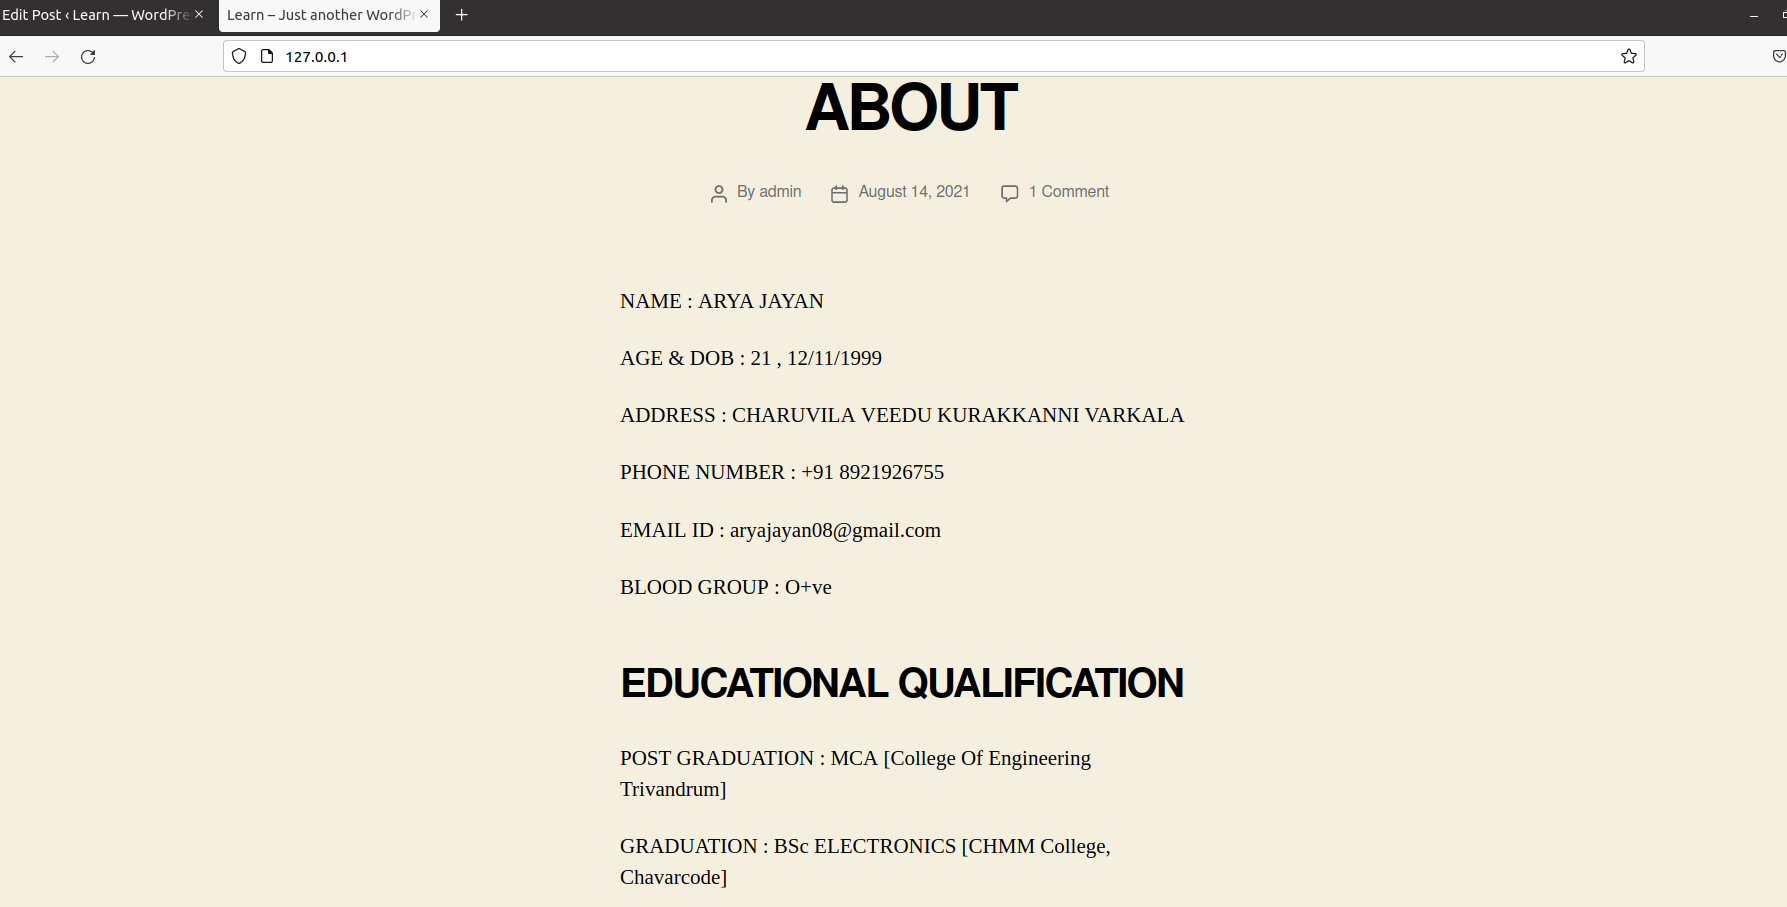 Edit Post ‹ Learn — WordPre
Learn – Just another WordPr
127.0.0.1
ABOUT
By admin August 14, 2021 1 Comment
NAME : ARYA JAYAN
AGE & DOB : 21 , 12/11/1999
ADDRESS : CHARUVILA VEEDU KURAKKANNI VARKALA
PHONE NUMBER : +91 8921926755
EMAIL ID : aryajayan08@gmail.com
BLOOD GROUP : O+ve
EDUCATIONAL QUALIFICATION
POST GRADUATION : MCA [College Of Engineering
Trivandrum]
GRADUATION : BSc ELECTRONICS [CHMM College,
Chavarcode]